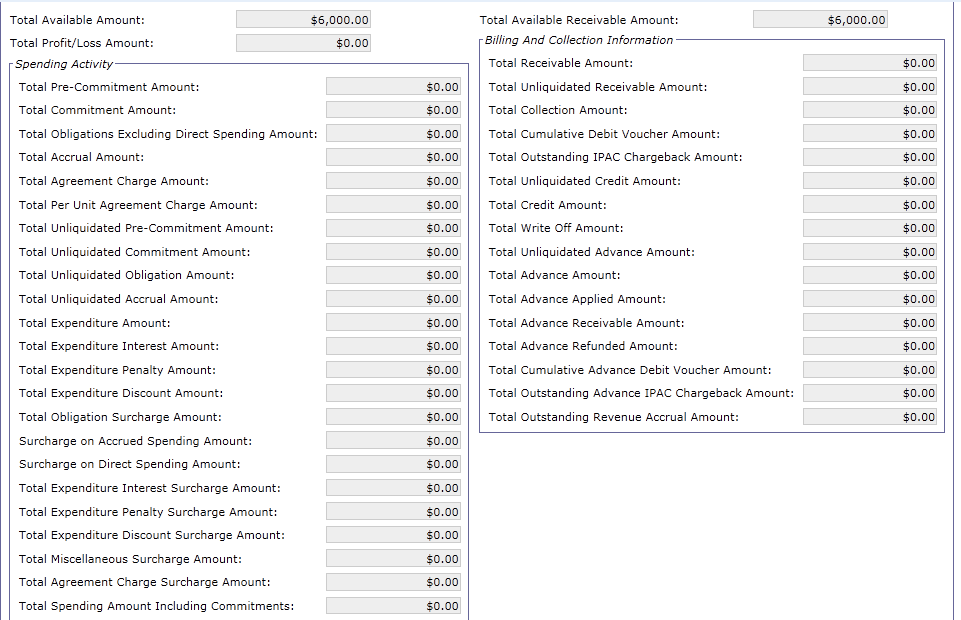 Total Available Amount: $6,000.00
Total Profit/Loss Amount: $0.00
Spending Activity
Total Pre-Commitment Amount: $0.00
Total Commitment Amount: $0.00
Total Obligations Excluding Direct Spending Amount: $0.00
Total Accrual Amount: $0.00
Total Agreement Charge Amount: $0.00
Total Per Unit Agreement Charge Amount: $0.00
Total Unliquidated Pre-Commitment Amount: $0.00
Total Unliquidated Commitment Amount: $0.00
Total Unliquidated Obligation Amount: $0.00
Total Unliquidated Accrual Amount: $0.00
Total Expenditure Amount: $0.00
Total Expenditure Interest Amount: $0.00
Total Expenditure Penalty Amount: $0.00
Total Expenditure Discount Amount: $0.00
Total Obligation Surcharge Amount: $0.00
Surcharge on Accrued Spending Amount: $0.00
Surcharge on Direct Spending Amount: $0.00
Total Expenditure Interest Surcharge Amount: $0.00
Total Expenditure Penalty Surcharge Amount: $0.00
Total Expenditure Discount Surcharge Amount: $0.00
Total Miscellaneous Surcharge Amount: $0.00
Total Agreement Charge Surcharge Amount: $0.00
Total Spending Amount Including Commitments: $0.00
Total Available Receivable Amount: $6,000.00
Billing And Collection Information
Total Receivable Amount: $0.00
Total Unliquidated Receivable Amount: $0.00
Total Collection Amount: $0.00
Total Cumulative Debit Voucher Amount: $0.00
Total Outstanding IPAC Chargeback Amount: $0.00
Total Unliquidated Credit Amount: $0.00
Total Credit Amount: $0.00
Total Write Off Amount: $0.00
Total Unliquidated Advance Amount: $0.00
Total Advance Amount: $0.00
Total Advance Applied Amount: $0.00
Total Advance Receivable Amount: $0.00
Total Advance Refunded Amount: $0.00
Total Cumulative Advance Debit Voucher Amount: $0.00
Total Outstanding Advance IPAC Chargeback Amount: $0.00
Total Outstanding Revenue Accrual Amount: $0.00